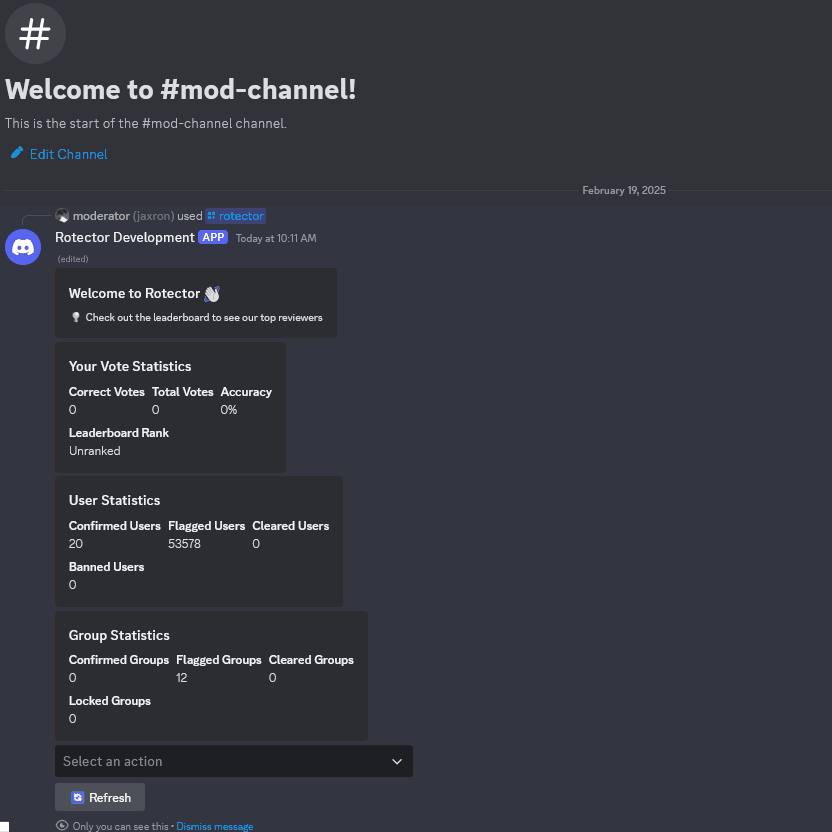 Welcome to #mod-channel!
This is the start of the #mod-channel channel.
Edit Channel
February 19, 2025
moderator (jaxron) used rotector
Rotector Development APP Today at 10:11 AM
(edited)
Welcome to Rotector 👋
💡 Check out the leaderboard to see our top reviewers
Your Vote Statistics
Correct Votes Total Votes Accuracy
0 0 0%
Leaderboard Rank
Unranked
User Statistics
Confirmed Users Flagged Users Cleared Users
20 53578 0
Banned Users
0
Group Statistics
Confirmed Groups Flagged Groups Cleared Groups
0 12 0
Locked Groups
0
Select an action
Refresh
Only you can see this • Dismiss message